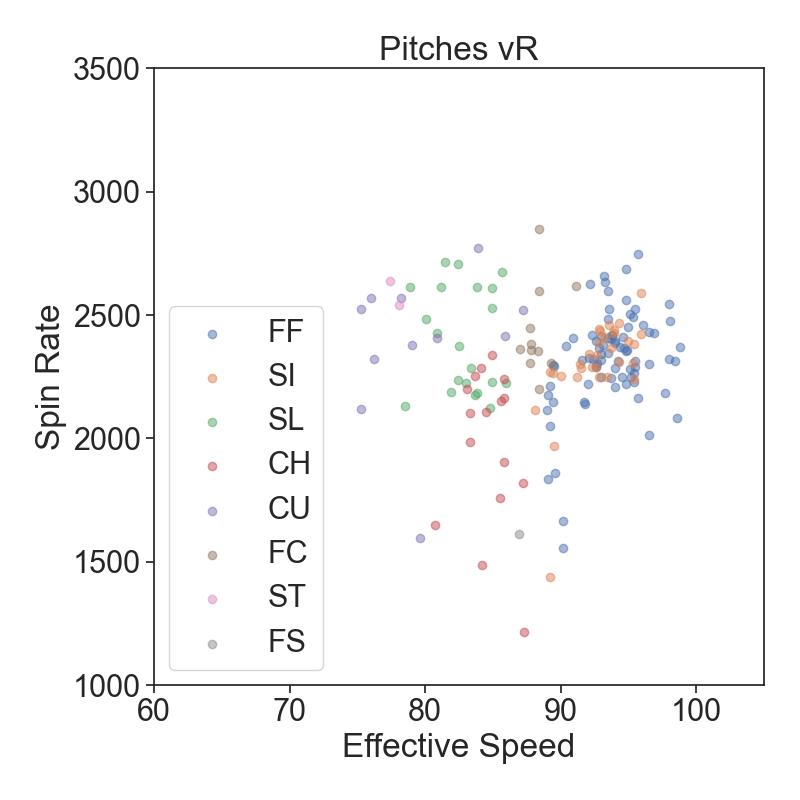 Pitches vR
3500
3000
2500
2000
1500
1000
Spin Rate
FF
SI
SL
CH
CU
FC
ST
FS
60 70 80 90 100
Effective Speed